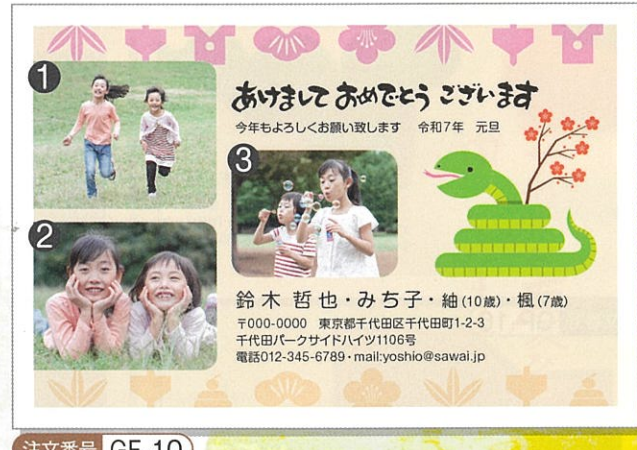 あけまして おめでとう ございます
今年もよろしくお願い致します 令和7年 元旦
1
2
3
鈴木 哲也・みち子・紬(10歳)・楓(7歳)
〒000-0000 東京都千代田区千代田町1-2-3
千代田パークサイドハイツ1106号
電話012-345-6789・mail:yoshio@sawai.jp
注文番号 GF-10